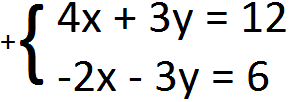 4x + 3y = 12
+{
-2x - 3y = 6